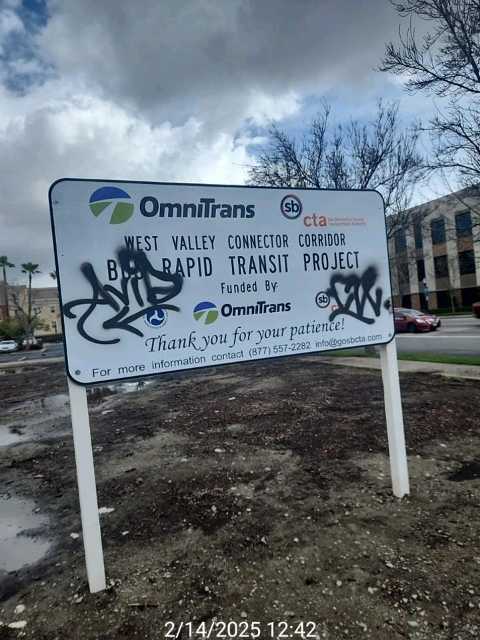 OmniTrans sb cta
WEST VALLEY CONNECTOR CORRIDOR
BUS RAPID TRANSIT PROJECT
Funded By
OmniTrans sb
Thank you for your patience!
For more information contact (877) 557-2282 info@gosbcta.com
2/14/2025 12:42